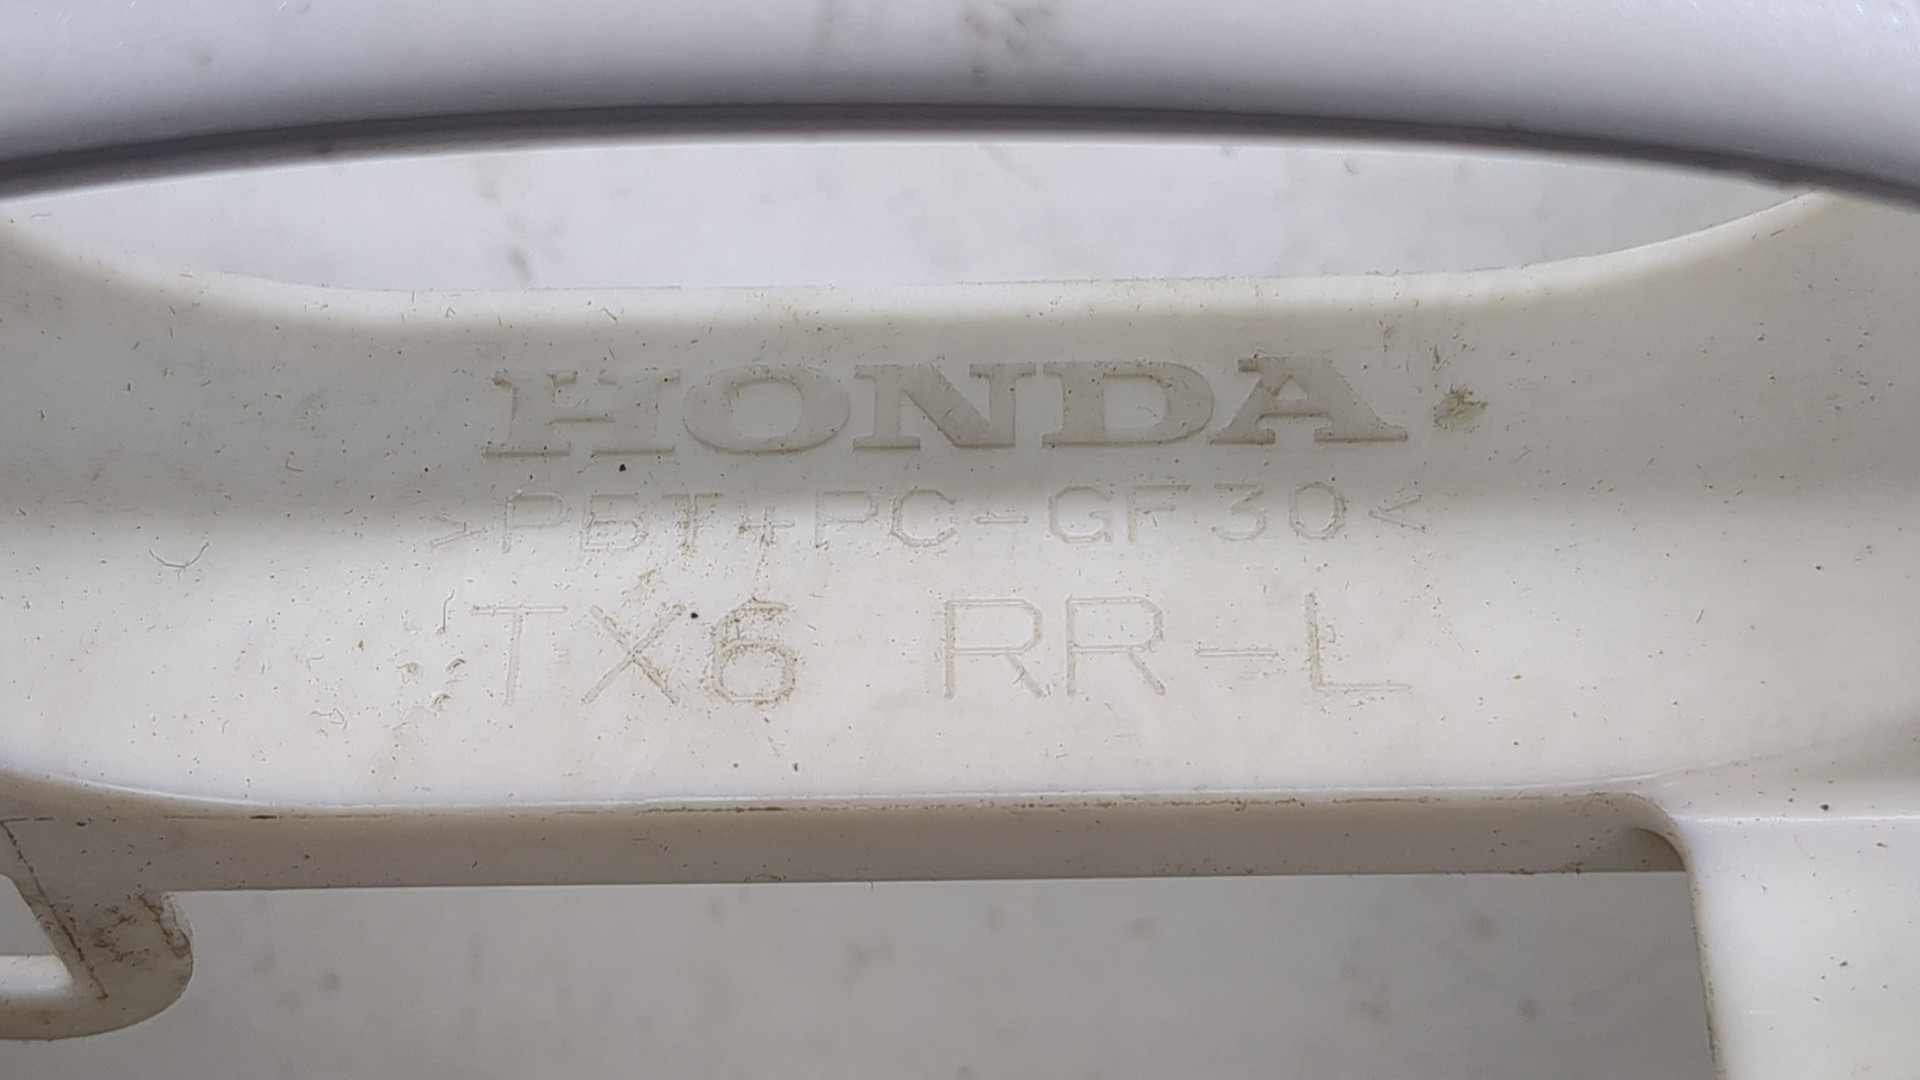 HONDA
>PBT+PC-GF30<
TX6 RR-L